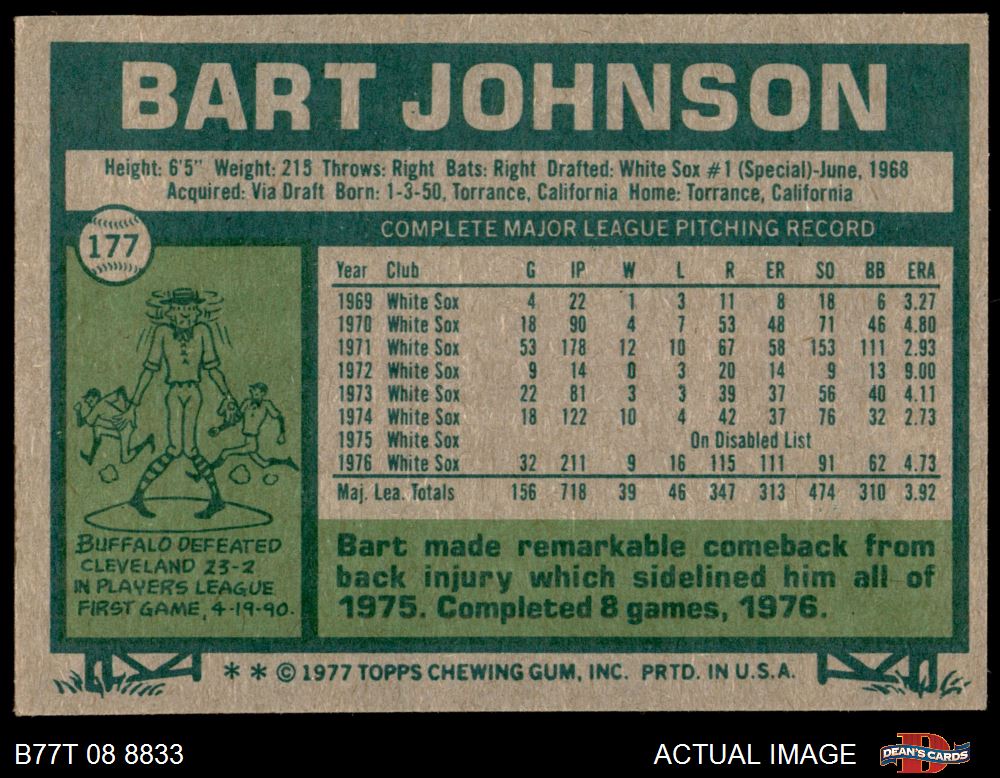 BART JOHNSON
Height: 6'5" Weight: 215 Throws: Right Bats: Right Drafted: White Sox #1 (Special)-June, 1968
Acquired: Via Draft Born: 1-3-50, Torrance, California Home: Torrance, California
177
COMPLETE MAJOR LEAGUE PITCHING RECORD
Year Club G IP W L R ER SO BB ERA
1969 White Sox 4 22 1 3 11 8 18 6 3.27
1970 White Sox 18 90 4 7 53 48 71 46 4.80
1971 White Sox 53 178 12 10 67 58 153 111 2.93
1972 White Sox 9 14 0 3 20 14 9 13 9.00
1973 White Sox 22 81 3 3 39 37 56 40 4.11
1974 White Sox 18 122 10 4 42 37 76 32 2.73
1975 White Sox On Disabled List
1976 White Sox 32 211 9 16 115 111 91 62 4.73
Maj. Lea. Totals 156 718 39 46 347 313 474 310 3.92
BUFFALO DEFEATED
CLEVELAND 23-2
IN PLAYERS LEAGUE
FIRST GAME, 4-19-90.
Bart made remarkable comeback from
back injury which sidelined him all of
1975. Completed 8 games, 1976.
* * © 1977 TOPPS CHEWING GUM, INC. PRTD. IN U.S.A.
B77T 08 8833
ACTUAL IMAGE
DEAN'S CARDS